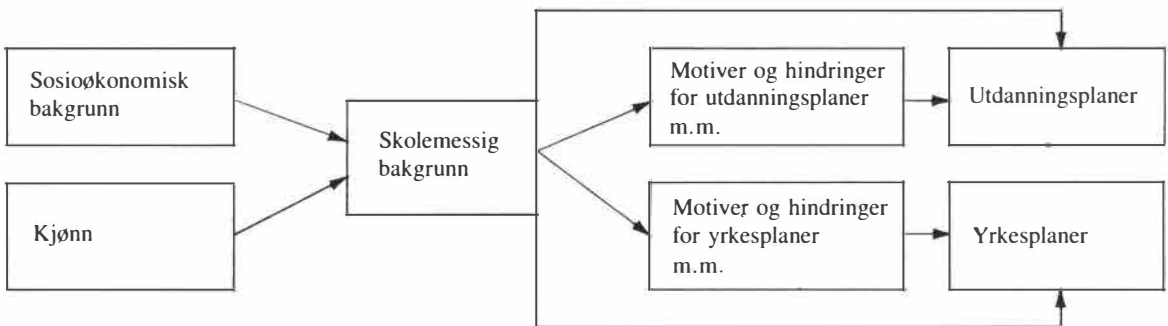 Sosioøkonomisk
bakgrunn
Kjønn
Skolemessig
bakgrunn
Motiver og hindringer
for utdanningsplaner
m.m.
Utdanningsplaner
Motiver og hindringer
for yrkesplaner
m.m.
Yrkesplaner